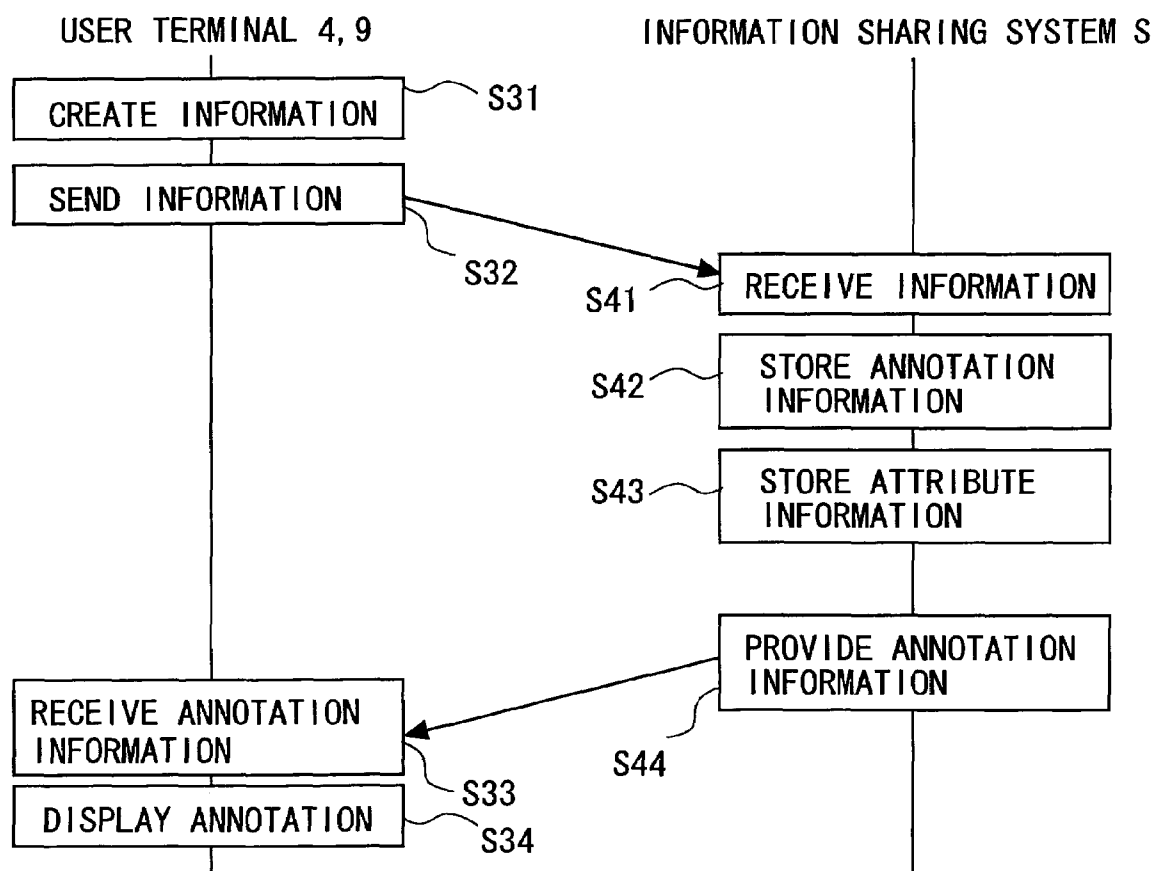 USER TERMINAL 4, 9
INFORMATION SHARING SYSTEM S
CREATE INFORMATION
S31
SEND INFORMATION
S32
S41
RECEIVE INFORMATION
S42
STORE ANNOTATION
INFORMATION
S43
STORE ATTRIBUTE
INFORMATION
PROVIDE ANNOTATION
INFORMATION
S44
RECEIVE ANNOTATION
INFORMATION
S33
DISPLAY ANNOTATION
S34